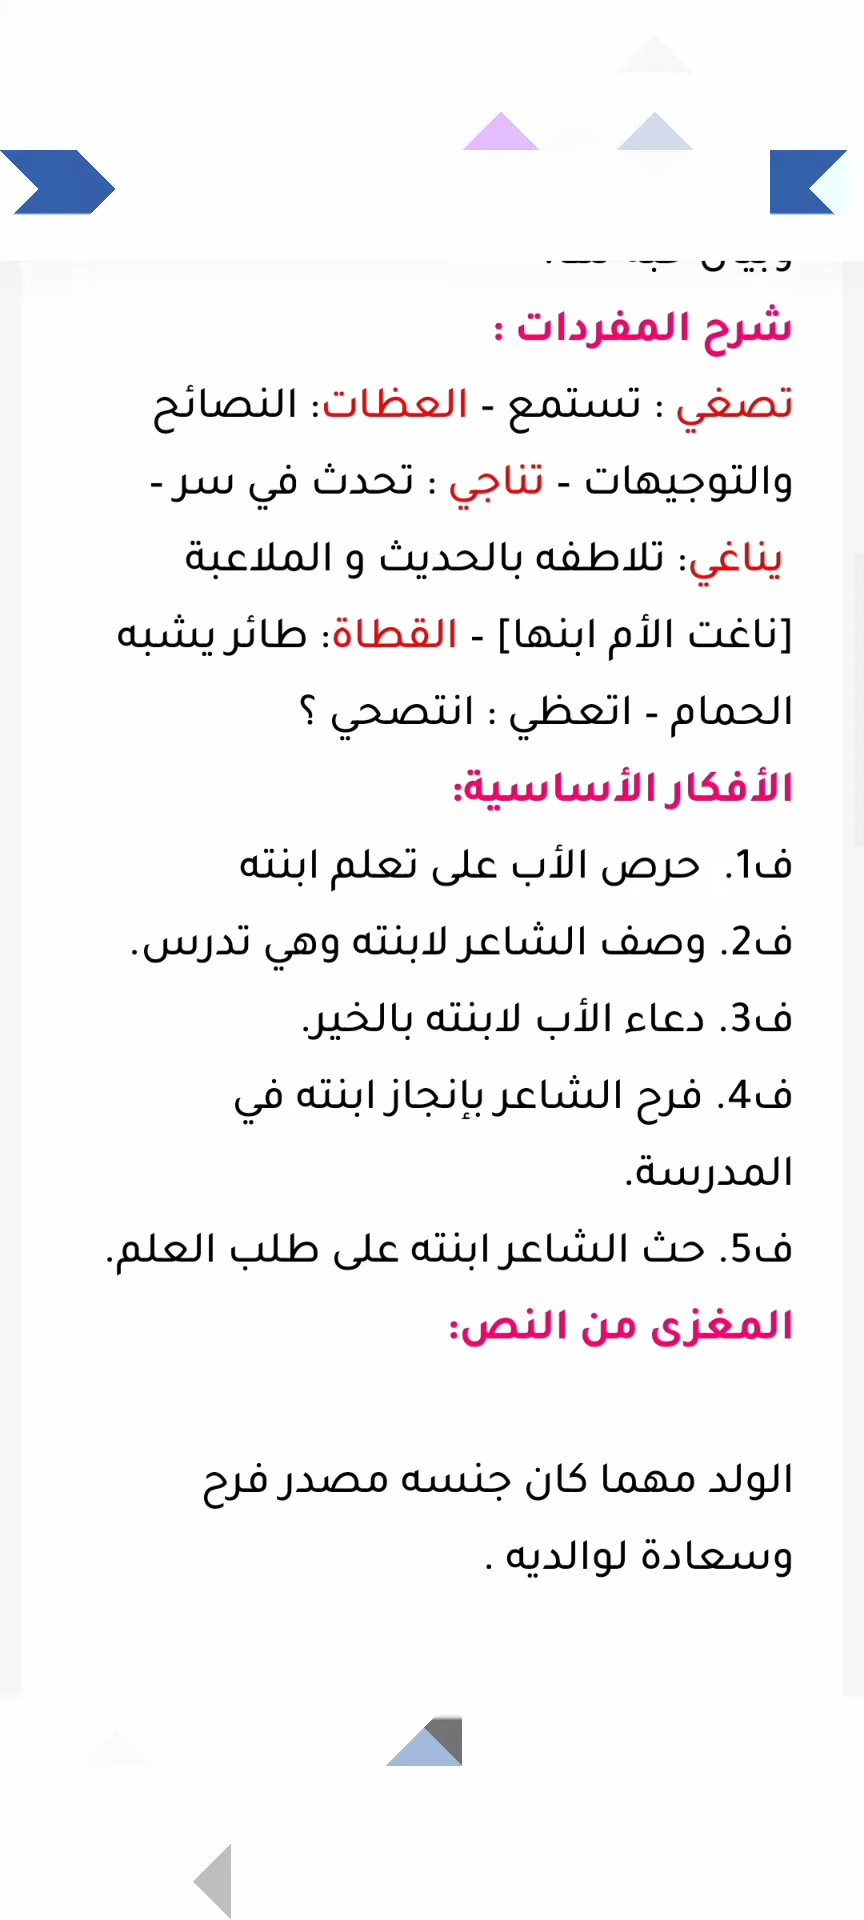 شرح المفردات :
تصغي : تستمع - العظات: النصائح
والتوجيهات - تناجي : تحدث في سر -
يناغي: تلاطفه بالحديث و الملاعبة
[ناغت الأم ابنها] - القطاة: طائر يشبه
الحمام - اتعظي : انتصحي ؟
الأفكار الأساسية:
ف1. حرص الأب على تعلم ابنته
ف2. وصف الشاعر لابنته وهي تدرس.
ف3. دعاء الأب لابنته بالخير.
ف4. فرح الشاعر بإنجاز ابنته في
المدرسة.
ف5. حث الشاعر ابنته على طلب العلم.
المغزى من النص:
الولد مهما كان جنسه مصدر فرح
وسعادة لوالديه .